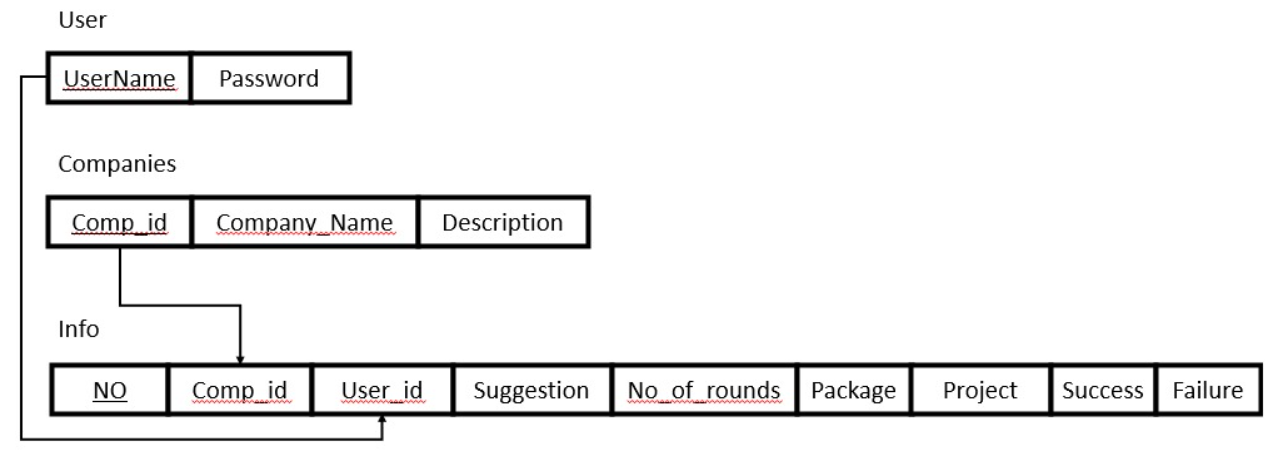 User
UserName Password
Companies
Comp_id Company_Name Description
Info
NO Comp_id User_id Suggestion No_of_rounds Package Project Success Failure